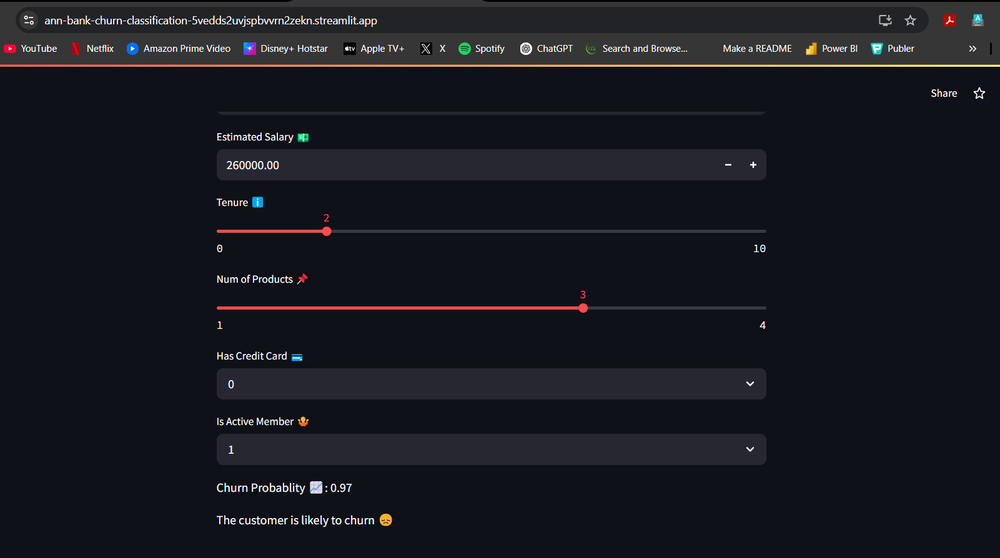 ann-bank-churn-classification-5vedds2uvjspbvvrn2zekn.streamlit.app
YouTube Netflix Amazon Prime Video Disney+ Hotstar Apple TV+ X Spotify ChatGPT Search and Browse... Make a README Power BI Publer
Share
Estimated Salary
260000.00
Tenure
2
0 10
Num of Products
3
1 4
Has Credit Card
0
Is Active Member
1
Churn Probablity : 0.97
The customer is likely to churn